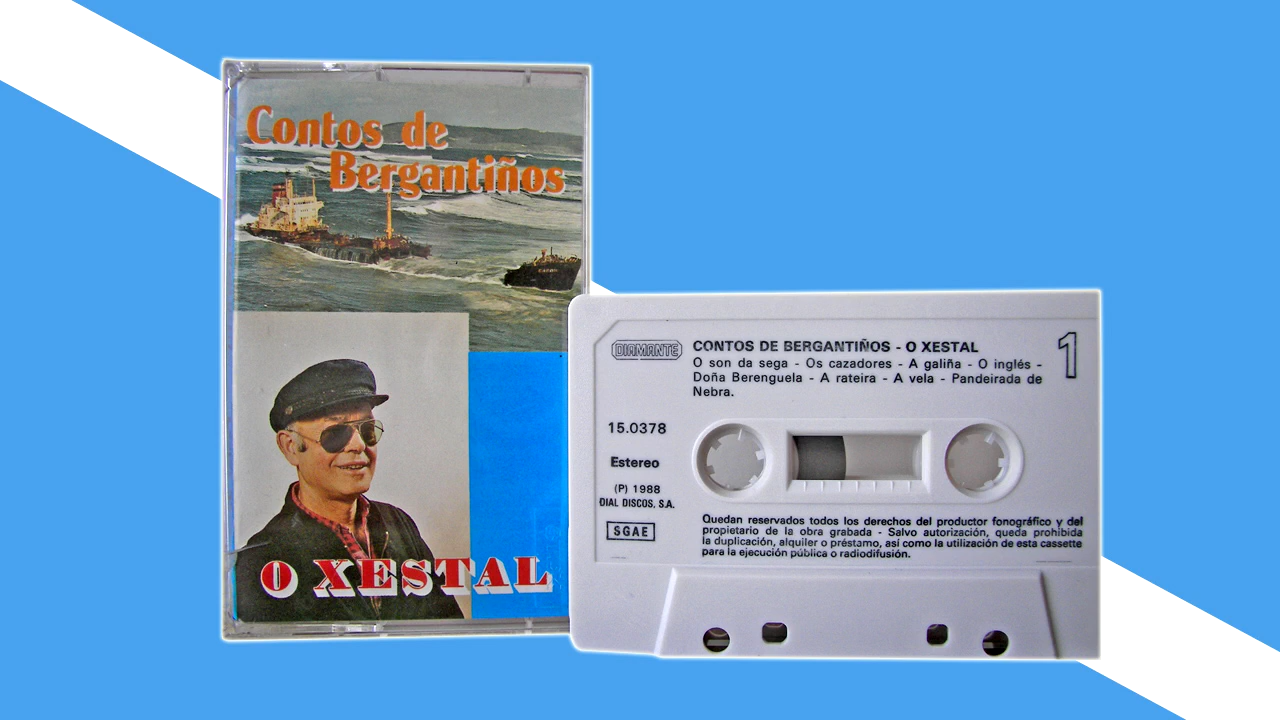 Contos de
Bergantiños
O XESTAL
DIAMANTE
CONTOS DE BERGANTIÑOS - O XESTAL
O son da sega - Os cazadores - A galiña - O inglés -
Doña Berenguela - A rateira - A vela - Pandeirada de
Nebra.
1
15.0378
Estereo
(P) 1988
DIAL DISCOS, S.A.
SGAE
Quedan reservados todos los derechos del productor fonográfico y del
propietario de la obra grabada - Salvo autorización, queda prohibida
la duplicación, alquiler o préstamo, así como la utilización de esta cassette
para la ejecución pública o radiodifusión.